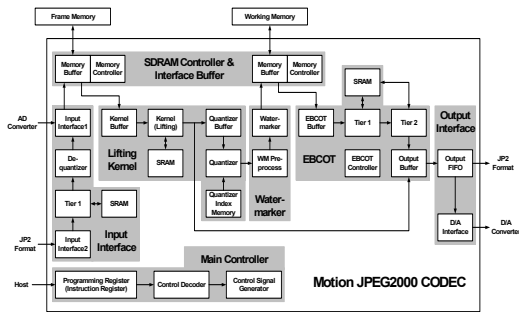 Frame Memory
Working Memory
SDRAM Controller &
Interface Buffer
Memory
Buffer
Memory
Controller
Memory
Buffer
Memory
Controller
SRAM
AD
Converter
Input
Interface1
Kernel
Buffer
Kernel
(Lifting)
Quantizer
Buffer
Water-
marker
EBCOT
Buffer
Tier 1
Tier 2
Output
Interface
De-
quantizer
Lifting
Kernel
SRAM
Quantizer
WM Pre-
process
EBCOT
EBCOT
Controller
Output
Buffer
Output
FIFO
JP2
Format
Tier 1
SRAM
Quantizer
Index
Memory
Water-
marker
D/A
Interface
D/A
Converter
JP2
Format
Input
Interface2
Input
Interface
Main Controller
Host
Programming Register
(Instruction Register)
Control Decoder
Control Signal
Generator
Motion JPEG2000 CODEC